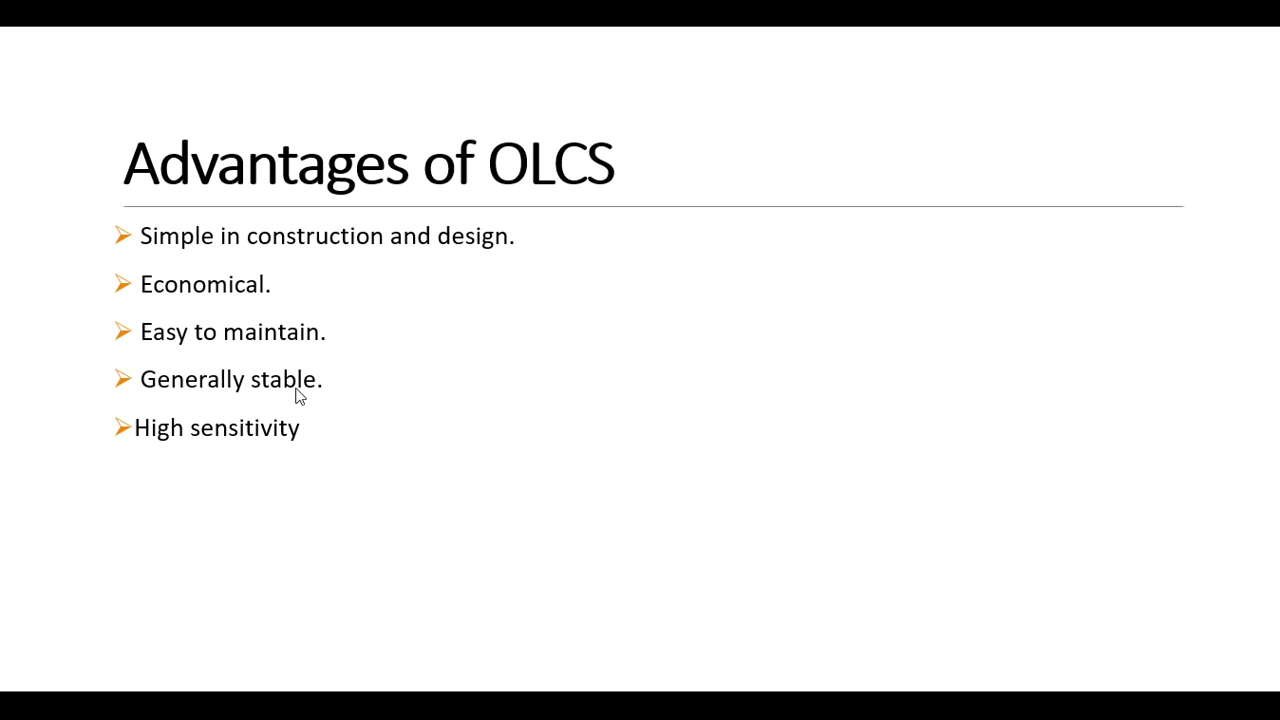 Advantages of OLCS
➢ Simple in construction and design.
➢ Economical.
➢ Easy to maintain.
➢ Generally stable.
➢High sensitivity